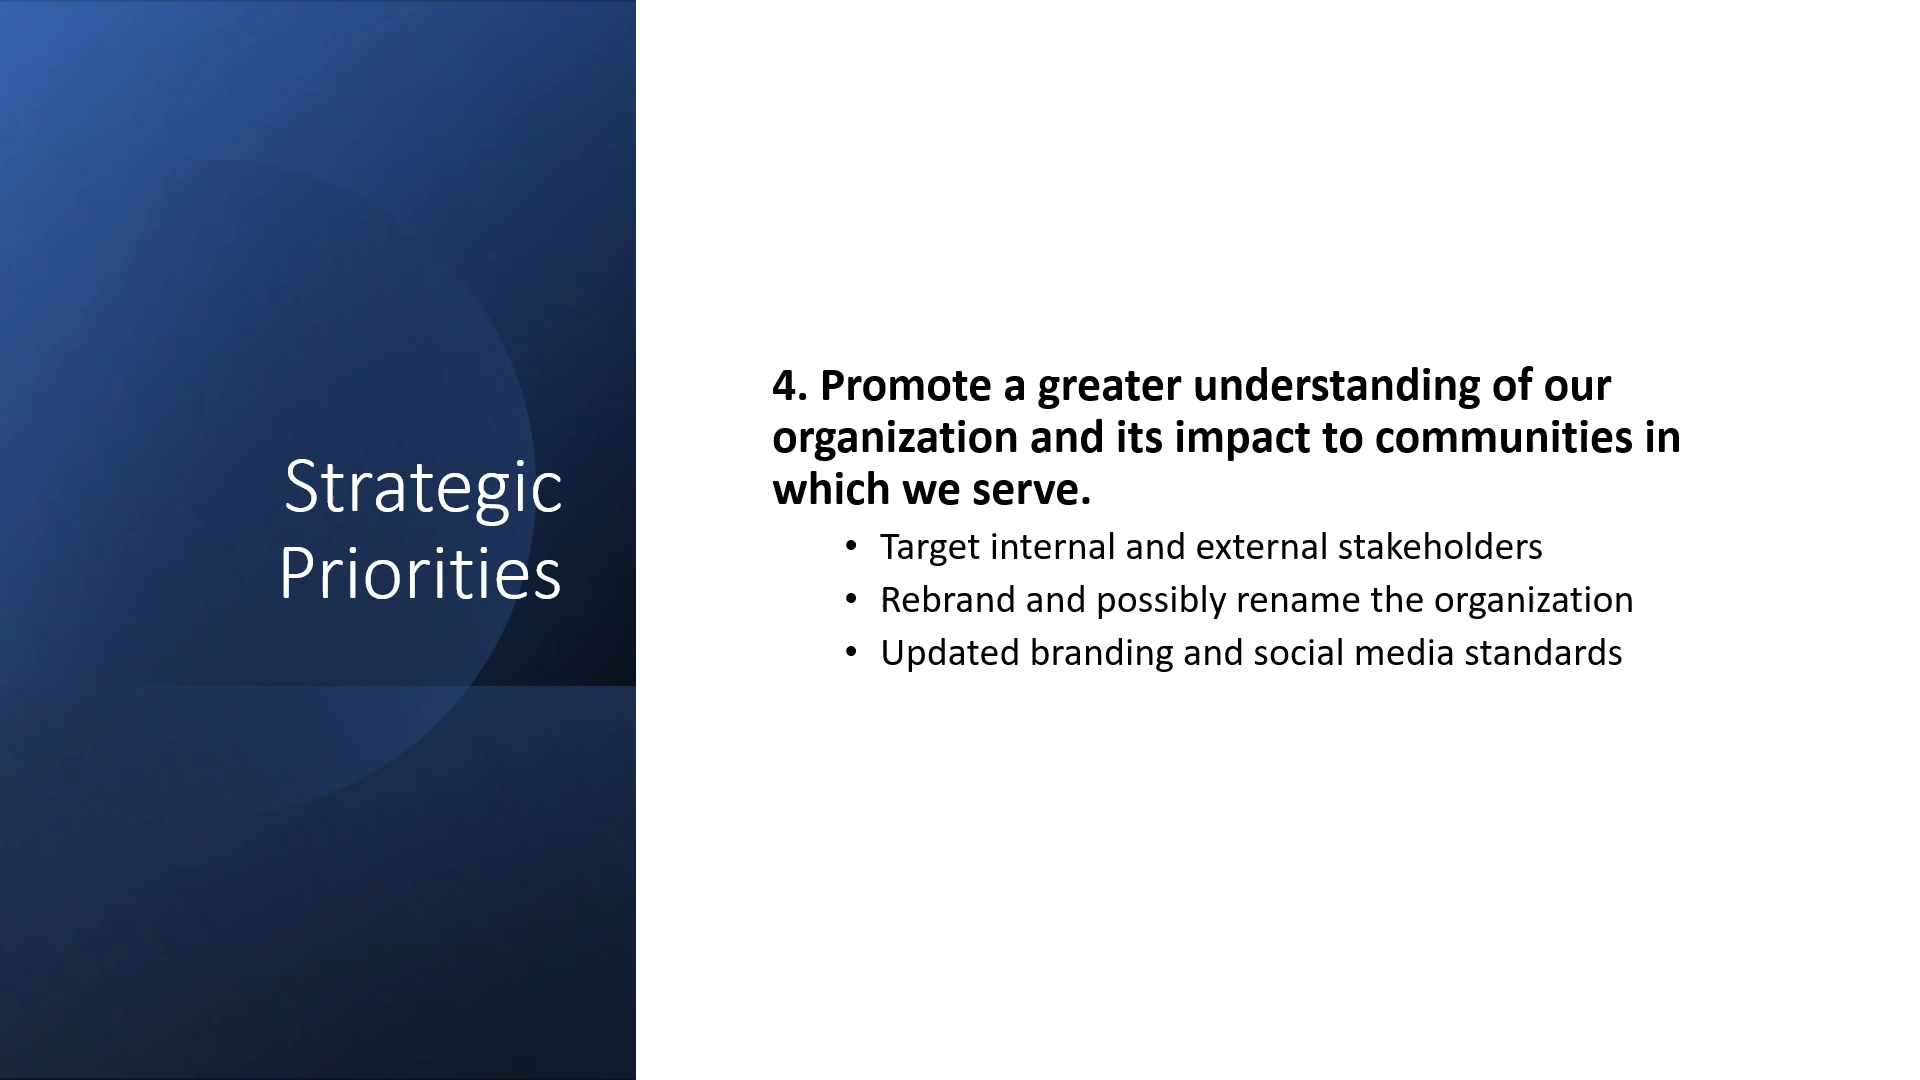 Strategic
Priorities
4. Promote a greater understanding of our
organization and its impact to communities in
which we serve.
• Target internal and external stakeholders
• Rebrand and possibly rename the organization
• Updated branding and social media standards